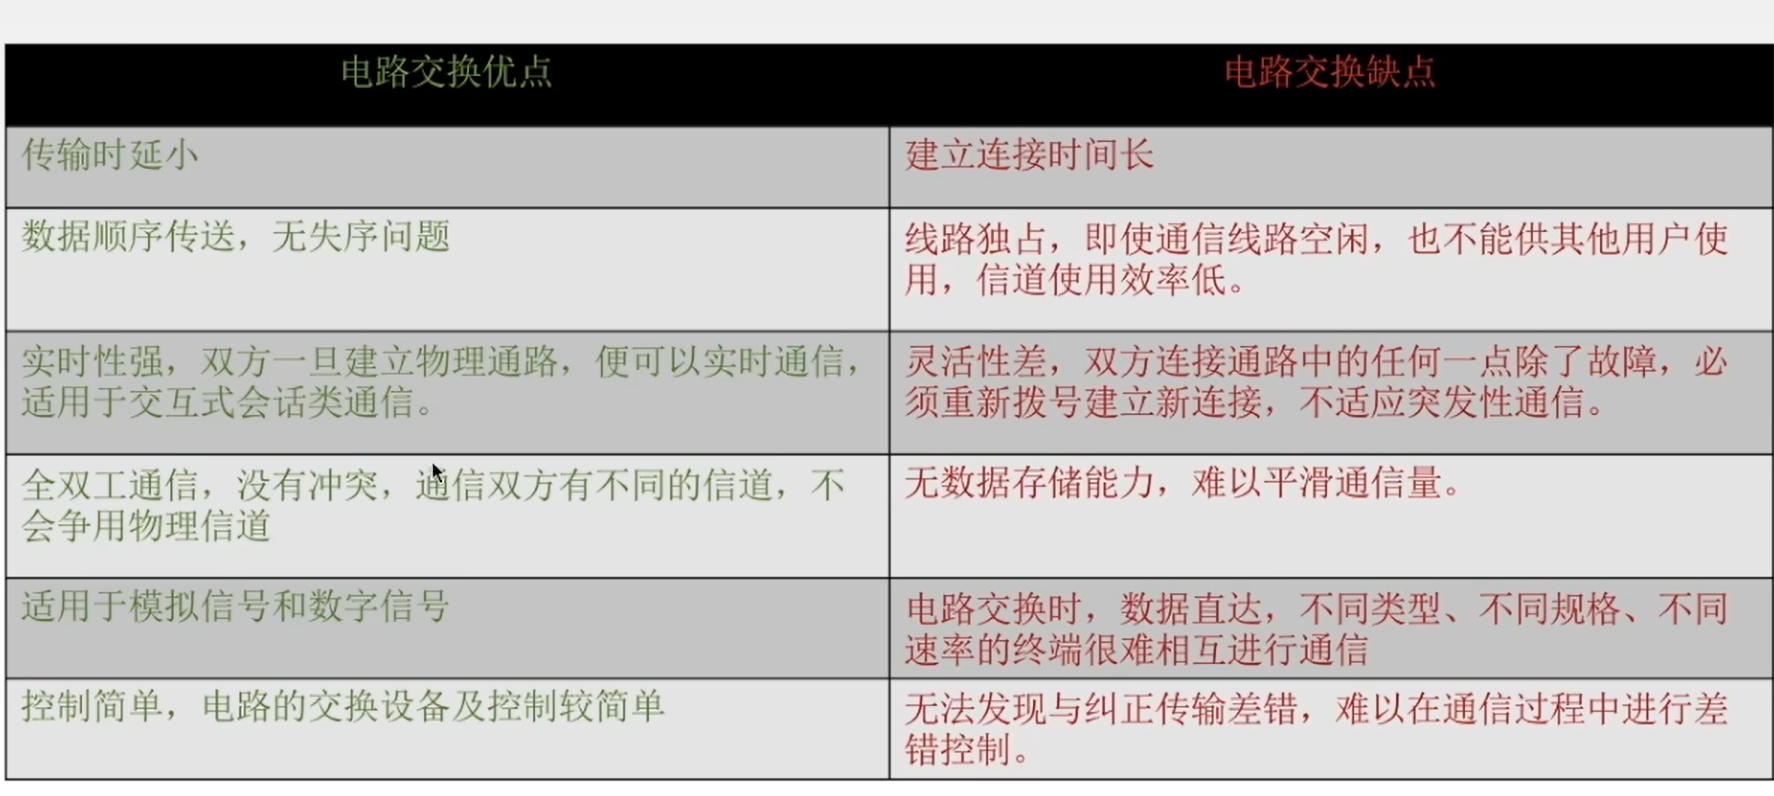 电路交换优点
电路交换缺点
传输时延小
建立连接时间长
数据顺序传送，无失序问题
线路独占，即使通信线路空闲，也不能供其他用户使
用，信道使用效率低。
实时性强，双方一旦建立物理通路，便可以实时通信，
适用于交互式会话类通信。
灵活性差，双方连接通路中的任何一点除了故障，必
须重新拨号建立新连接，不适应突发性通信。
全双工通信，没有冲突，通信双方有不同的信道，不
会争用物理信道
无数据存储能力，难以平滑通信量。
适用于模拟信号和数字信号
电路交换时，数据直达，不同类型、不同规格、不同
速率的终端很难相互进行通信
控制简单，电路的交换设备及控制较简单
无法发现与纠正传输差错，难以在通信过程中进行差
错控制。